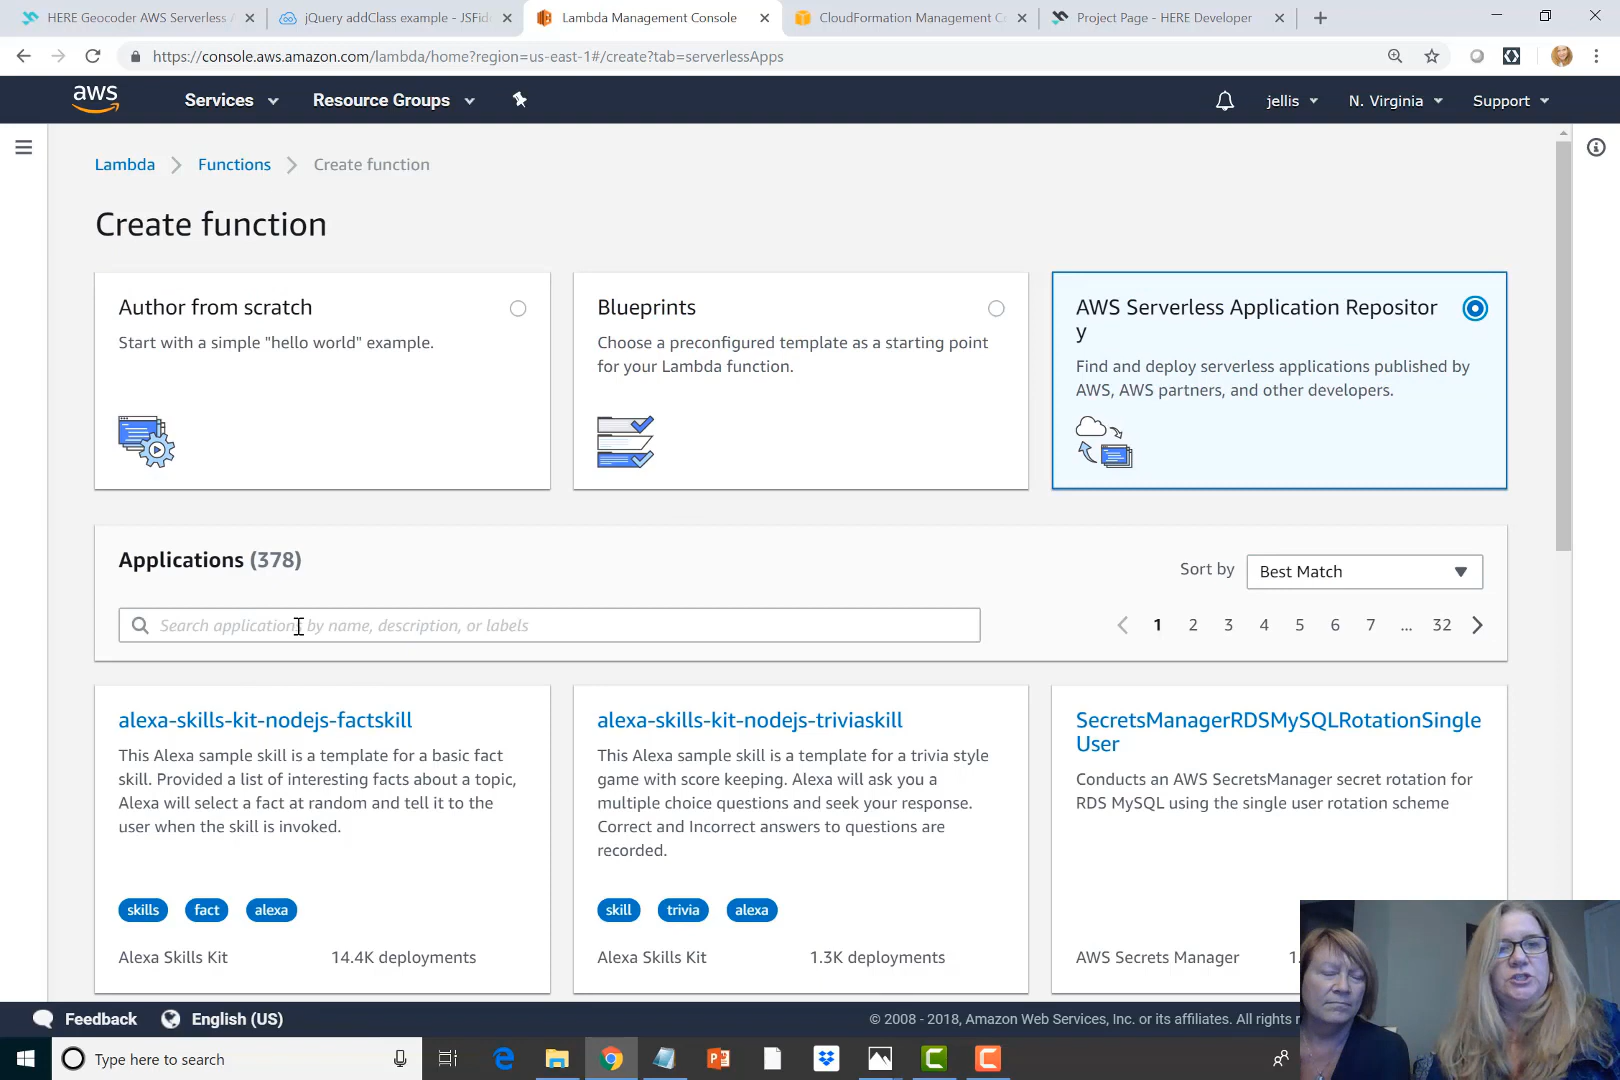 HERE Geocoder AWS Serverless A
jQuery addClass example - JSFid
Lambda Management Console
CloudFormation Management C
Project Page - HERE Developer
https://console.aws.amazon.com/lambda/home?region=us-east-1#/create?tab=serverlessApps
aws
Services
Resource Groups
jellis
N. Virginia
Support
Lambda
Functions
Create function
Create function
Author from scratch
Start with a simple "hello world" example.
Blueprints
Choose a preconfigured template as a starting point
for your Lambda function.
AWS Serverless Application Repositor
y
Find and deploy serverless applications published by
AWS, AWS partners, and other developers.
Applications (378)
Sort by
Best Match
Search applications by name, description, or labels
1 2 3 4 5 6 7 ... 32
alexa-skills-kit-nodejs-factskill
This Alexa sample skill is a template for a basic fact
skill. Provided a list of interesting facts about a topic,
Alexa will select a fact at random and tell it to the
user when the skill is invoked.
skills fact alexa
Alexa Skills Kit 14.4K deployments
alexa-skills-kit-nodejs-triviaskill
This Alexa sample skill is a template for a trivia style
game with score keeping. Alexa will ask you a
multiple choice questions and seek your response.
Correct and Incorrect answers to questions are
recorded.
skill trivia alexa
Alexa Skills Kit 1.3K deployments
SecretsManagerRDSMySQLRotationSingle
User
Conducts an AWS SecretsManager secret rotation for
RDS MySQL using the single user rotation scheme
AWS Secrets Manager 1.
Feedback
English (US)
© 2008 - 2018, Amazon Web Services, Inc. or its affiliates. All rights r
Type here to search